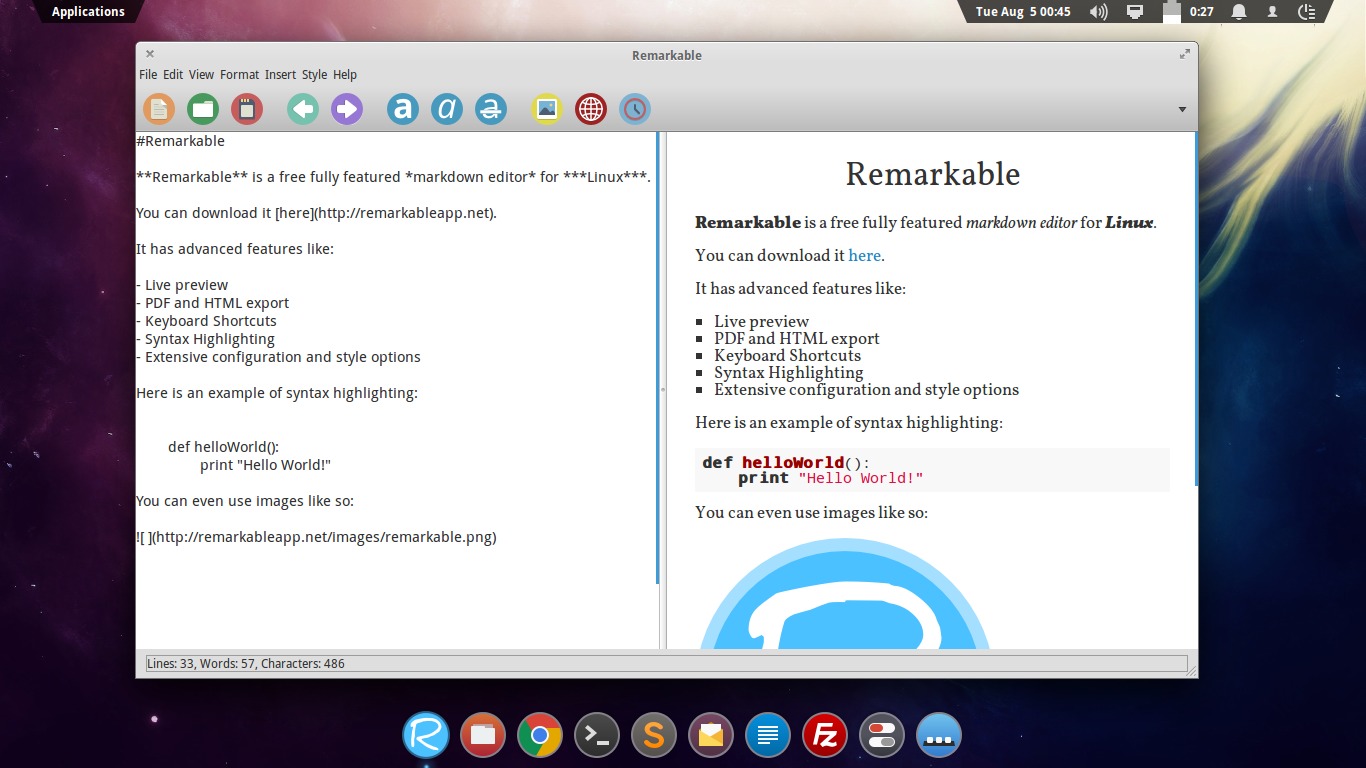 Applications
Tue Aug 5 00:45
0:27
Remarkable
File Edit View Format Insert Style Help
a a a
#Remarkable
**Remarkable** is a free fully featured *markdown editor* for ***Linux***.
You can download it [here](http://remarkableapp.net).
It has advanced features like:
- Live preview
- PDF and HTML export
- Keyboard Shortcuts
- Syntax Highlighting
- Extensive configuration and style options
Here is an example of syntax highlighting:
def helloWorld():
print "Hello World!"
You can even use images like so:
![ ](http://remarkableapp.net/images/remarkable.png)
Remarkable
Remarkable is a free fully featured markdown editor for Linux.
You can download it here.
It has advanced features like:
Live preview
PDF and HTML export
Keyboard Shortcuts
Syntax Highlighting
Extensive configuration and style options
Here is an example of syntax highlighting:
def helloWorld():
print "Hello World!"
You can even use images like so:
Lines: 33, Words: 57, Characters: 486
R
S
Fz